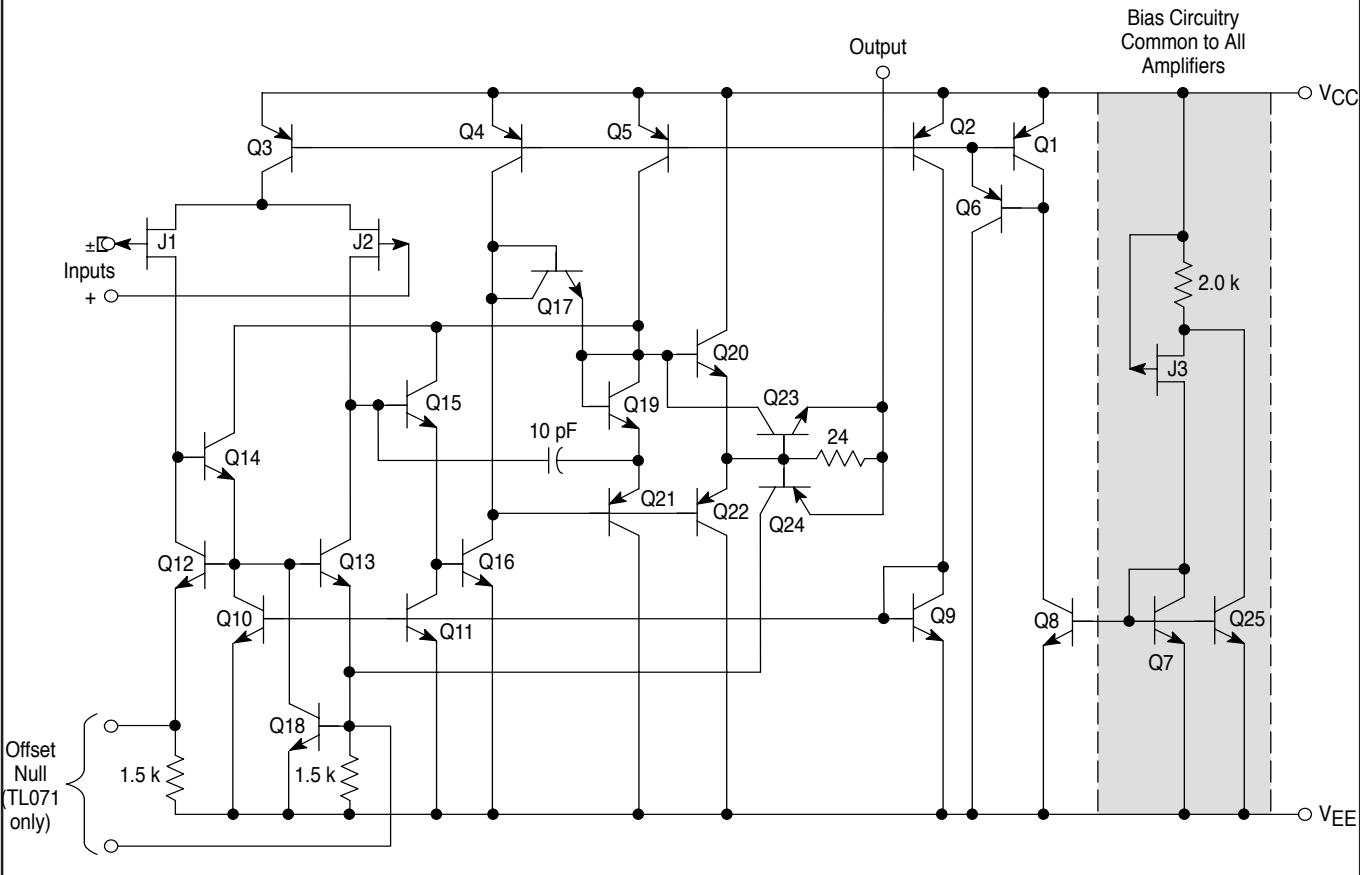 Bias Circuitry
Common to All
Amplifiers
Output
VCC
Q3
Q4
Q5
Q2
Q1
Q6
J1
J2
Inputs
+
Q17
2.0 k
J3
Q20
Q15
Q19
Q23
10 pF
24
Q14
Q21
Q22
Q24
Q12
Q13
Q16
Q10
Q11
Q9
Q8
Q7
Q25
Q18
Offset
Null
(TL071
only)
1.5 k
1.5 k
VEE